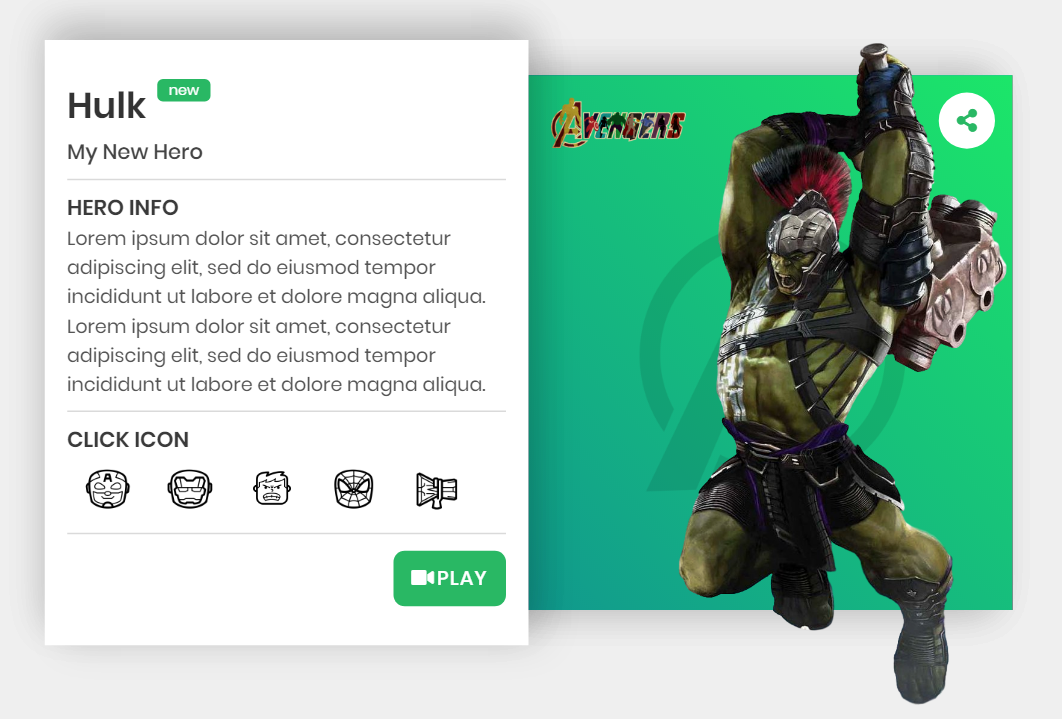 Hulk new
My New Hero
HERO INFO
Lorem ipsum dolor sit amet, consectetur
adipiscing elit, sed do eiusmod tempor
incididunt ut labore et dolore magna aliqua.
Lorem ipsum dolor sit amet, consectetur
adipiscing elit, sed do eiusmod tempor
incididunt ut labore et dolore magna aliqua.
CLICK ICON
A
PLAY
AVENGERS